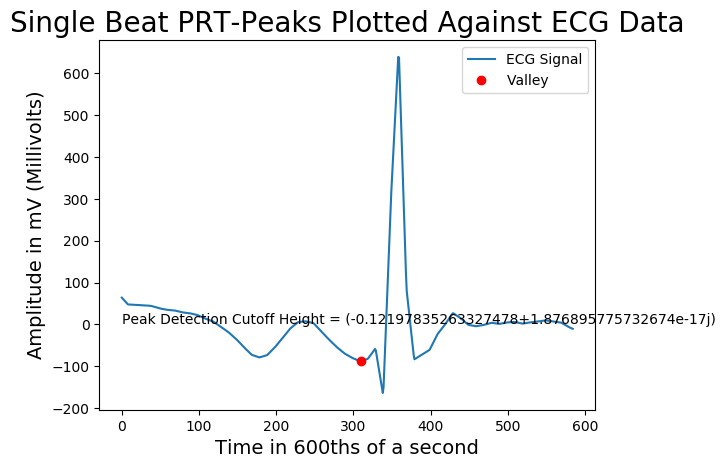 Single Beat PRT-Peaks Plotted Against ECG Data
ECG Signal
Valley
600
500
400
300
200
100
0
−100
−200
Amplitude in mV (Millivolts)
Peak Detection Cutoff Height = (-0.12197835263327478+1.876895775732674e-17j)
0 100 200 300 400 500 600
Time in 600ths of a second